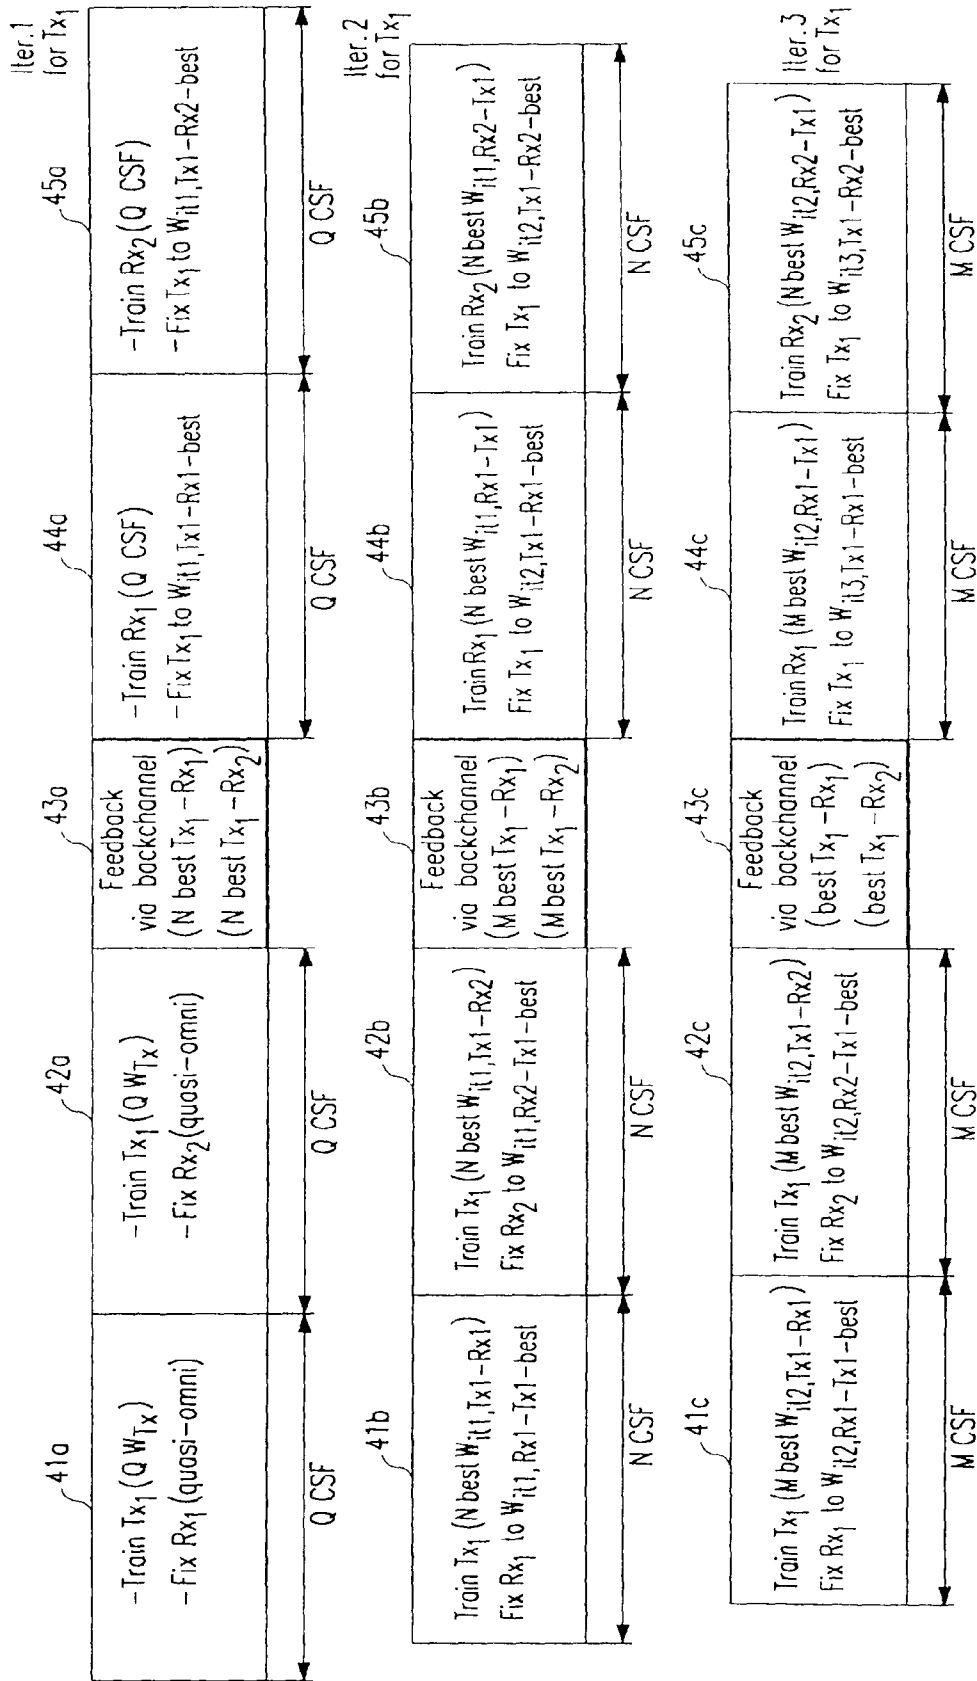 Iter.1
for Tx1
41a
-Train Tx1 (Q WTx)
-Fix Rx1 (quasi-omni)
Q CSF
42a
-Train Tx1 (Q WTx)
-Fix Rx2 (quasi-omni)
Q CSF
43a
Feedback
via backchannel
(N best Tx1-Rx1)
(N best Tx1-Rx2)
44a
-Train Rx1 (Q CSF)
-Fix Tx1 to Wit1,Tx1-Rx1-best
Q CSF
45a
-Train Rx2 (Q CSF)
-Fix Tx1 to Wit1,Tx1-Rx2-best
Q CSF
Iter.2
for Tx1
41b
Train Tx1 (N best Wit1,Tx1-Rx1)
Fix Rx1 to Wit1, Rx1-Tx1-best
N CSF
42b
Train Tx1 (N best Wit1,Tx1-Rx2)
Fix Rx2 to Wit1,Rx2-Tx1-best
N CSF
43b
Feedback
via backchannel
(M best Tx1-Rx1)
(M best Tx1-Rx2)
44b
Train Rx1 (N best Wit1,Rx1-Tx1)
Fix Tx1 to Wit2,Tx1-Rx1-best
N CSF
45b
Train Rx2 (N best Wit1,Rx2-Tx1)
Fix Tx1 to Wit2,Tx1-Rx2-best
N CSF
Iter.3
for Tx1
41c
Train Tx1 (M best Wit2,Tx1-Rx1)
Fix Rx1 to Wit2,Rx1-Tx1-best
M CSF
42c
Train Tx1 (M best Wit2,Tx1-Rx2)
Fix Rx2 to Wit2,Rx2-Tx1-best
M CSF
43c
Feedback
via backchannel
(best Tx1-Rx1)
(best Tx1-Rx2)
44c
Train Rx1 (M best Wit2,Rx1-Tx1)
Fix Tx1 to Wit3,Tx1-Rx1-best
M CSF
45c
Train Rx2 (N best Wit2,Rx2-Tx1)
Fix Tx1 to Wit3,Tx1-Rx2-best
M CSF